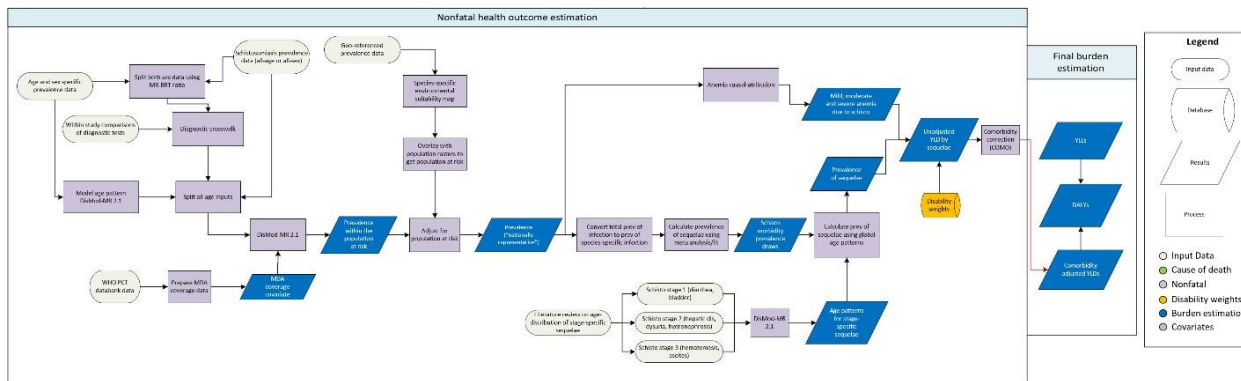 Nonfatal health outcome estimation
Final burden
estimation
Legend
Input data
Database
Results
Process
Input Data
Cause of death
Nonfatal
Disability weights
Burden estimation
Covariates
Schistosomiasis prevalence
data (all-age or all-sex)
Age and sex specific
prevalence data
Split both sex data using
MR-BRT ratio
Within study comparisons
of diagnostic tests
Diagnostic crosswalk
Model age pattern
DisMod-MR 2.1
Split all age inputs
DisMod MR 2.1
WHO PCT
databank data
Prepare MDA
coverage data
MDA
coverage
covariate
Prevalence
within the
population
at risk
Geo-referenced
prevalence data
Species-specific
environmental
suitability map
Overlay with
population rasters to
get population at risk
Adjust for
population at risk
Prevalence
("nationally
representative")
Convert total prev of
infection to prev of
species-specific infection
Calculate prevalence
of sequelae using
meta analysis/fit
Schisto
morbidity
prevalence
draws
Calculate prev of
sequelae using global
age patterns
Anemia causal attribution
Mild, moderate
and severe anemia
due to schisto
Prevalence
of sequelae
Unadjusted
YLD by
sequelae
Disability
weights
Comorbidity
correction
(COMO)
YLLs
DALYs
Comorbidity
adjusted YLDs
Literature review on age-
distribution of stage-specific
sequelae
Schisto stage 1 (diarrhea,
bladder)
Schisto stage 2 (hepatic dis,
dysuria, hydronephrosis)
Schisto stage 3 (hematemesis,
ascites)
DisMod-MR
2.1
Age patterns
for stage-
specific
sequelae